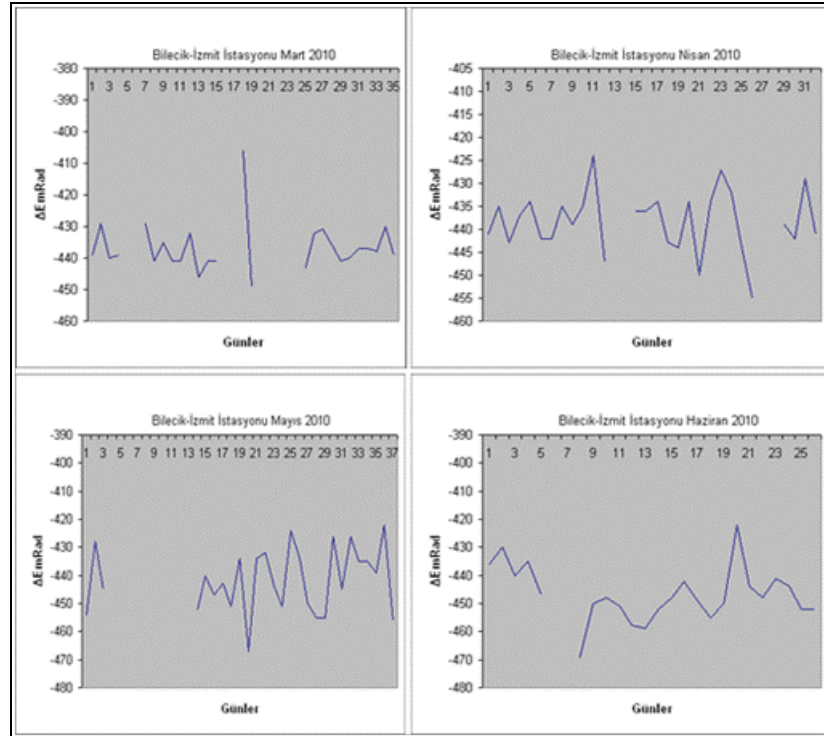 Bilecik-İzmit İstasyonu Mart 2010
-380
-390
-400
-410
-420
-430
-440
-450
-460
1 3 7 9 11 13 15 19 21 23 25 27 29 31 33 35
ΔEmRad
Günler
Bilecik-İzmit İstasyonu Nisan 2010
-405
-410
-415
-420
-425
-430
-435
-440
-445
-450
-455
-460
1 3 5 7 9 11 15 17 19 21 23 25 27 29 31
ΔEmRad
Günler
Bilecik-İzmit İstasyonu Mayıs 2010
-390
-400
-410
-420
-430
-440
-450
-460
-470
-480
1 3 5 7 9 11 13 15 17 19 21 23 25 27 29 31 33 35 37
ΔEmRad
Günler
Bilecik-İzmit İstasyonu Haziran 2010
-390
-400
-410
-420
-430
-440
-450
-460
-470
-480
1 3 5 7 9 11 13 15 17 19 21 23 25
ΔEmRad
Günler